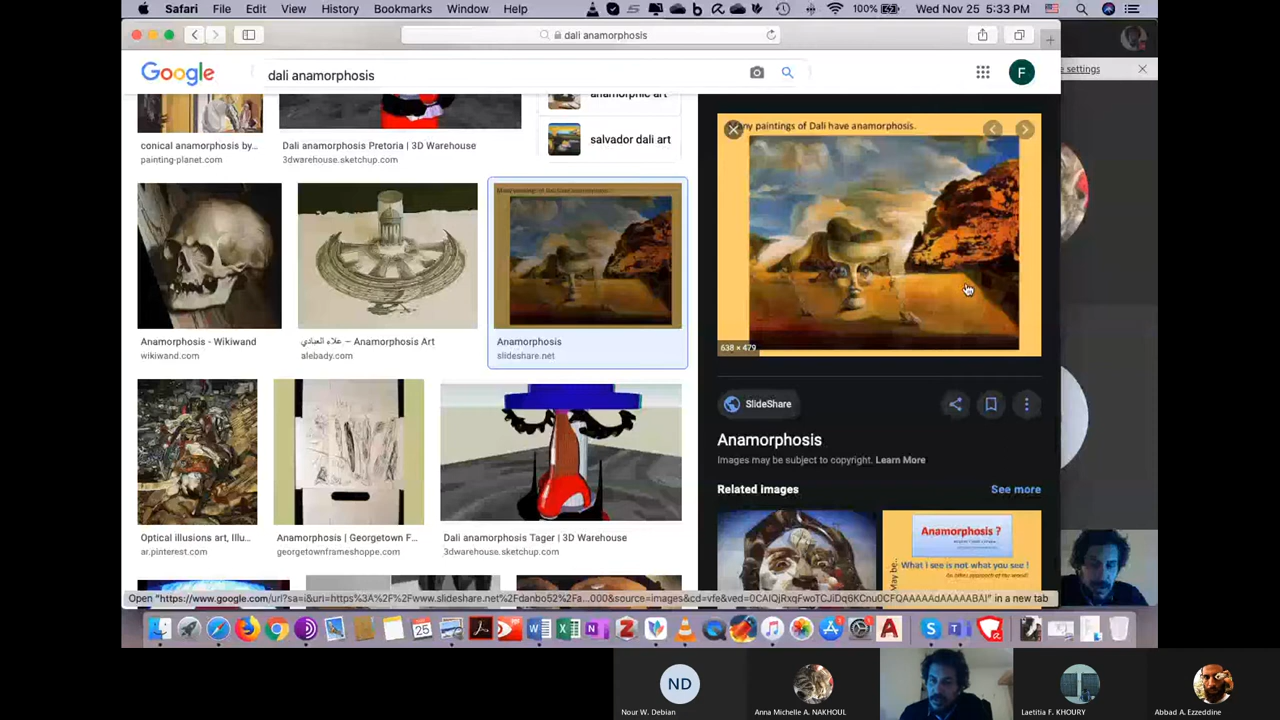 Safari File Edit View History Bookmarks Window Help 100% Wed Nov 25 5:33 PM
dali anamorphosis
e settings
Google dali anamorphosis F
anamorphic art
conical anamorphosis by...
painting-planet.com
Dali anamorphosis Pretoria | 3D Warehouse
3dwarehouse.sketchup.com
salvador dali art
ny paintings of Dali have anamorphosis.
638 × 479
Anamorphosis - Wikiwand
wikiwand.com
علاء العبادي – Anamorphosis Art
alebady.com
Anamorphosis
slideshare.net
SlideShare
Anamorphosis
Images may be subject to copyright. Learn More
Related images See more
Optical illusions art, Illu...
ar.pinterest.com
Anamorphosis | Georgetown F...
georgetownframeshoppe.com
Dali anamorphosis Tager | 3D Warehouse
3dwarehouse.sketchup.com
Anamorphosis ?
What I see is not what you see !
May be..
25
ND
Nour W. Debian
Anna Michelle A. NAKHOUL
Laetitia F. KHOURY
Abbad A. Ezzeddine